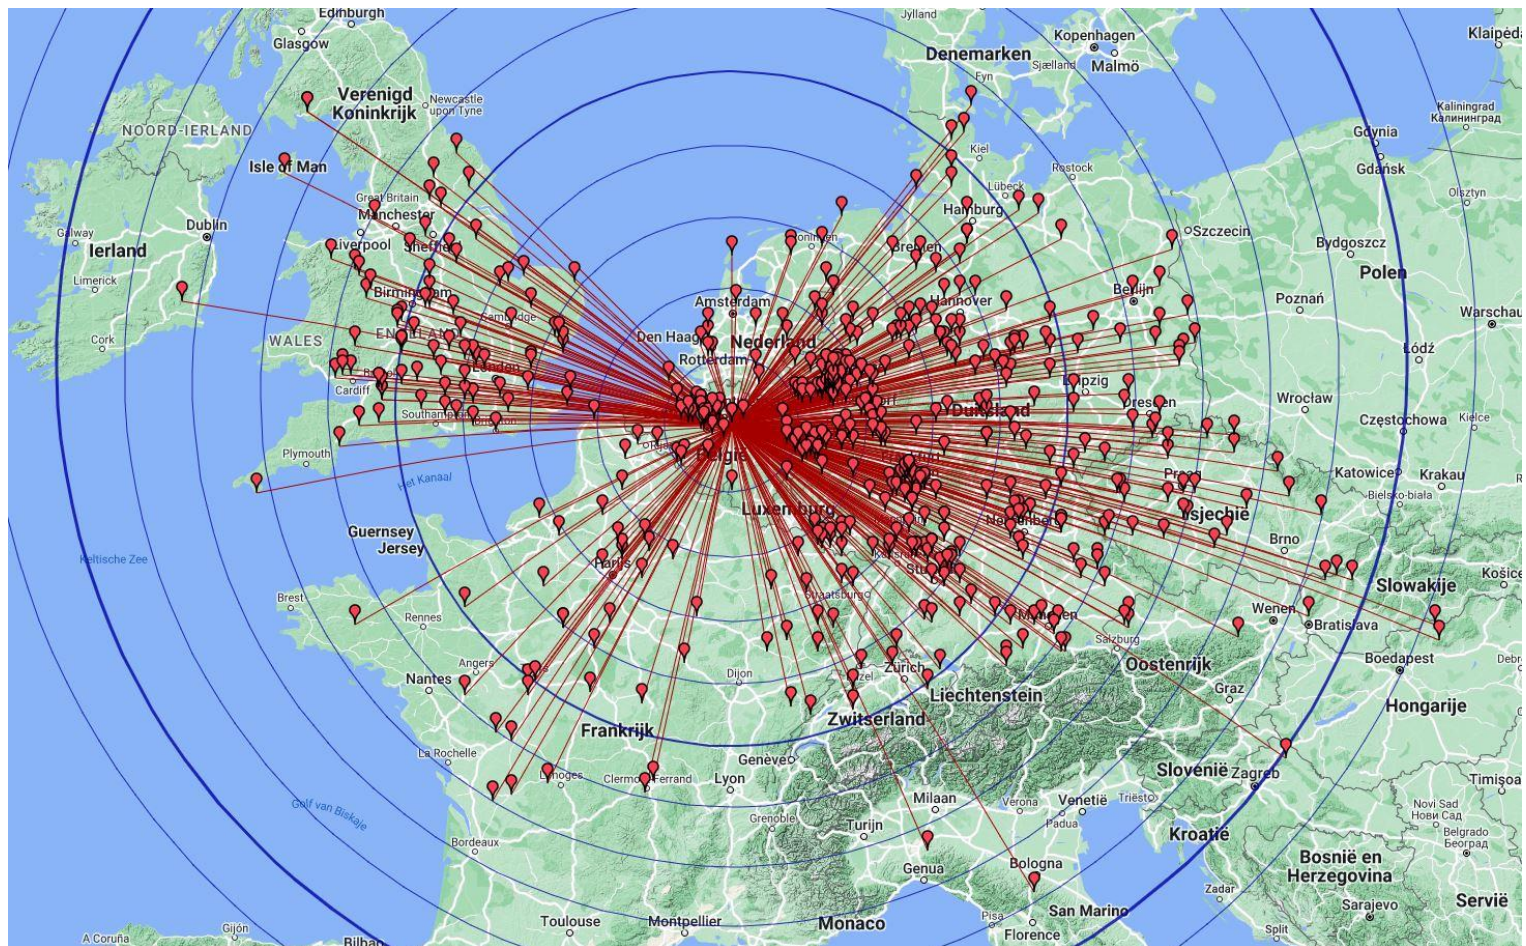 Edinburgh
Jylland
Glasgow
Kopenhagen
Klaipėda
Denemarken
Sjælland
Malmö
Fyn
Verenigd
Koninkrijk
Newcastle
upon Tyne
Kaliningrad
Калининград
NOORD-IERLAND
Gdynia
Kiel
Gdańsk
Isle of Man
Rostock
Lübeck
Olsztyn
Great Britain
Manchester
Hamburg
Galway
Dublin
Szczecin
Ierland
Liverpool
Sheffield
Bremen
Bydgoszcz
Limerick
Polen
Birmingham
Amsterdam
Hannover
Berlijn
Poznań
Cambridge
Warschau
Cork
WALES
ENGELAND
Den Haag
Nederland
Łódź
Rotterdam
Cardiff
Londen
Leipzig
Wrocław
Southampton
Duitsland
Dresden
Częstochowa
Kielce
Plymouth
België
Praag
Katowice
Krakau
Het Kanaal
Bielsko-biała
Luxemburg
Tsjechië
Guernsey
Jersey
Neurenberg
Brno
Keltische Zee
Parijs
Slowakije
Košice
Straatsburg
Brest
Rennes
München
Wenen
Bratislava
Salzburg
Angers
Boedapest
Nantes
Dijon
Zürich
Oostenrijk
Graz
Liechtenstein
Hongarije
Zwitserland
Frankrijk
La Rochelle
Genève
Slovenië
Zagreb
Limoges
Clermont-Ferrand
Lyon
Timișoa
Milaan
Verona
Venetië
Triëst
Golf van Biskaje
Grenoble
Turijn
Padua
Novi Sad
Нови Сад
Kroatië
Belgrado
Београд
Bordeaux
Bologna
Genua
Bosnië en
Herzegovina
Zadar
Servië
Toulouse
Montpellier
Monaco
San Marino
Sarajevo
Pisa
Florence
Split
A Coruña
Gijón
Bilbao